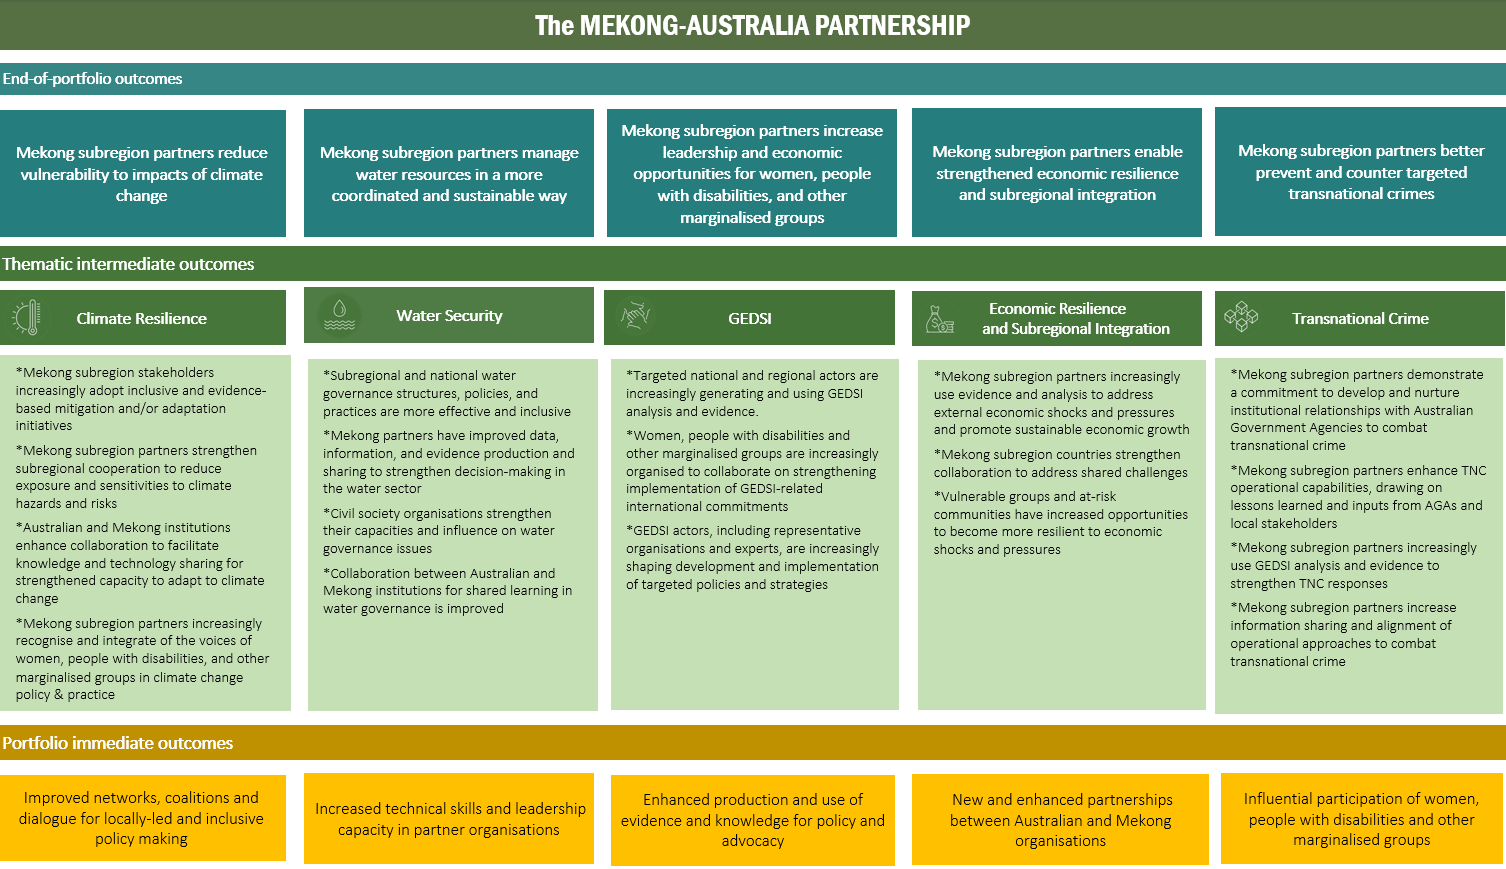 The MEKONG-AUSTRALIA PARTNERSHIP
End-of-portfolio outcomes
Mekong subregion partners reduce
vulnerability to impacts of climate
change
Mekong subregion partners manage
water resources in a more
coordinated and sustainable way
Mekong subregion partners increase
leadership and economic
opportunities for women, people
with disabilities, and other
marginalised groups
Mekong subregion partners enable
strengthened economic resilience
and subregional integration
Mekong subregion partners better
prevent and counter targeted
transnational crimes
Thematic intermediate outcomes
Climate Resilience
Water Security
GEDSI
Economic Resilience
and Subregional Integration
Transnational Crime
*Mekong subregion stakeholders
increasingly adopt inclusive and evidence-
based mitigation and/or adaptation
initiatives
*Mekong subregion partners strengthen
subregional cooperation to reduce
exposure and sensitivities to climate
hazards and risks
*Australian and Mekong institutions
enhance collaboration to facilitate
knowledge and technology sharing for
strengthened capacity to adapt to climate
change
*Mekong subregion partners increasingly
recognise and integrate of the voices of
women, people with disabilities, and other
marginalised groups in climate change
policy & practice
*Subregional and national water
governance structures, policies, and
practices are more effective and inclusive
*Mekong partners have improved data,
information, and evidence production and
sharing to strengthen decision-making in
the water sector
*Civil society organisations strengthen
their capacities and influence on water
governance issues
*Collaboration between Australian and
Mekong institutions for shared learning in
water governance is improved
*Targeted national and regional actors are
increasingly generating and using GEDSI
analysis and evidence.
*Women, people with disabilities and
other marginalised groups are increasingly
organised to collaborate on strengthening
implementation of GEDSI-related
international commitments
*GEDSI actors, including representative
organisations and experts, are increasingly
shaping development and implementation
of targeted policies and strategies
*Mekong subregion partners increasingly
use evidence and analysis to address
external economic shocks and pressures
and promote sustainable economic growth
*Mekong subregion countries strengthen
collaboration to address shared challenges
*Vulnerable groups and at-risk
communities have increased opportunities
to become more resilient to economic
shocks and pressures
*Mekong subregion partners demonstrate
a commitment to develop and nurture
institutional relationships with Australian
Government Agencies to combat
transnational crime
*Mekong subregion partners enhance TNC
operational capabilities, drawing on
lessons learned and inputs from AGAs and
local stakeholders
*Mekong subregion partners increasingly
use GEDSI analysis and evidence to
strengthen TNC responses
*Mekong subregion partners increase
information sharing and alignment of
operational approaches to combat
transnational crime
Portfolio immediate outcomes
Improved networks, coalitions and
dialogue for locally-led and inclusive
policy making
Increased technical skills and leadership
capacity in partner organisations
Enhanced production and use of
evidence and knowledge for policy and
advocacy
New and enhanced partnerships
between Australian and Mekong
organisations
Influential participation of women,
people with disabilities and other
marginalised groups